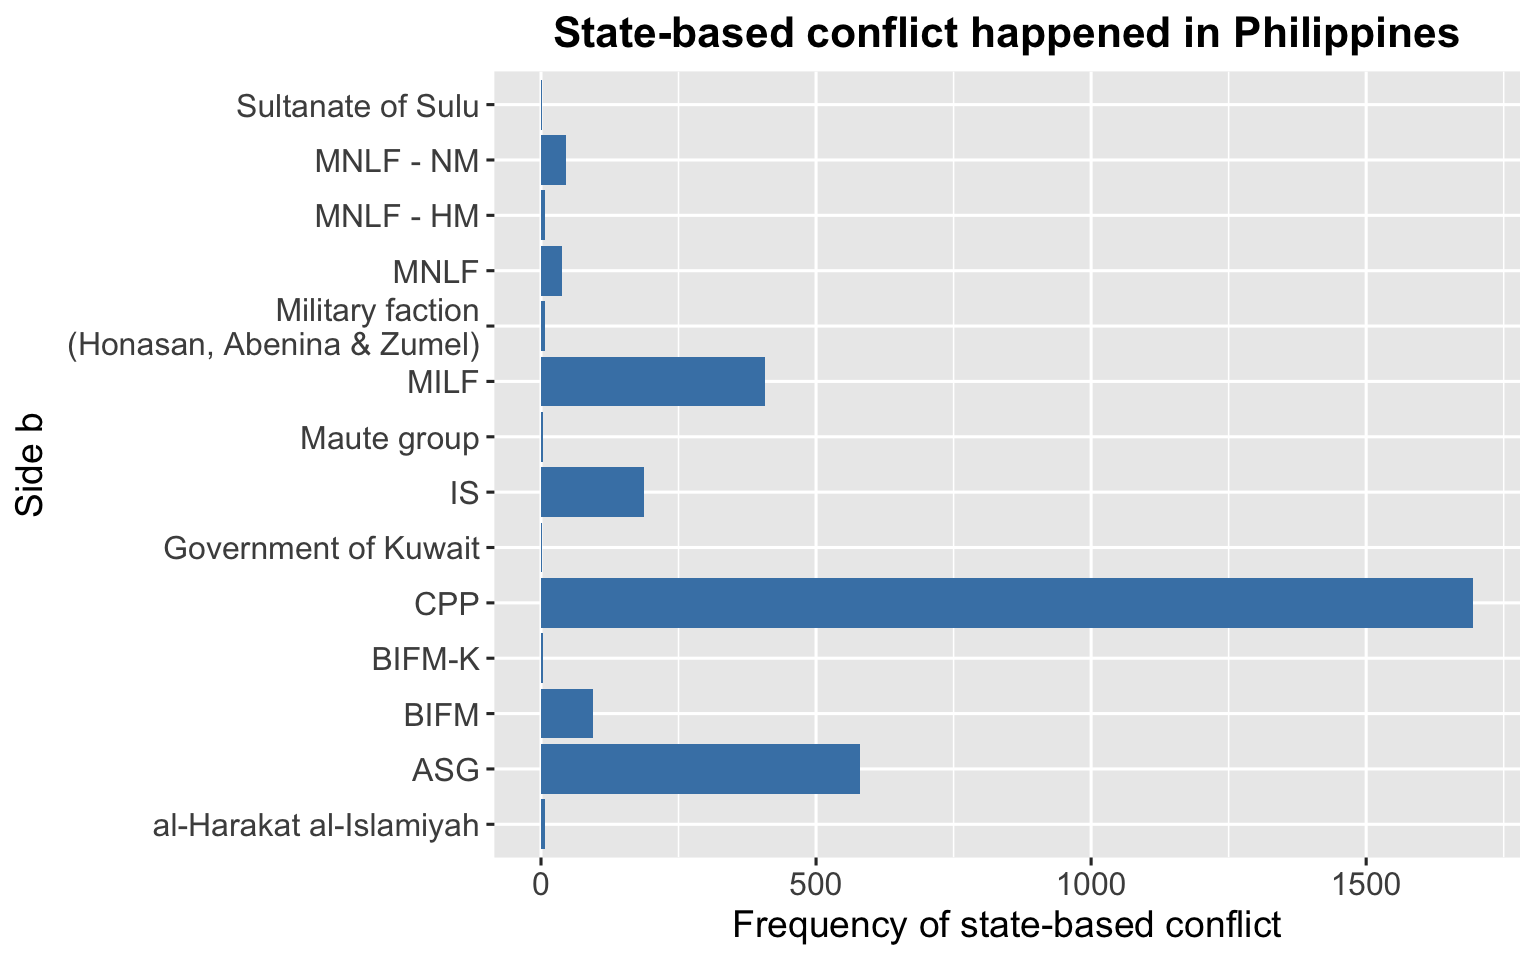 State-based conflict happened in Philippines
Sultanate of Sulu
MNLF - NM
MNLF - HM
MNLF
Military faction
(Honasan, Abenina & Zumel)
MILF
Maute group
IS
Government of Kuwait
CPP
BIFM-K
BIFM
ASG
al-Harakat al-Islamiyah
Side b
0 500 1000 1500
Frequency of state-based conflict